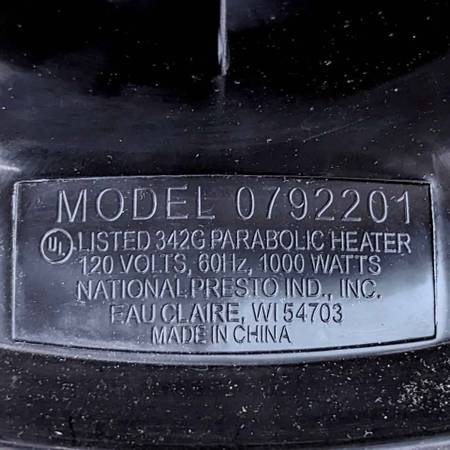 MODEL 0792201
UL LISTED 342G PARABOLIC HEATER
120 VOLTS, 60Hz, 1000 WATTS
NATIONAL PRESTO IND., INC.
EAU CLAIRE, WI 54703
MADE IN CHINA